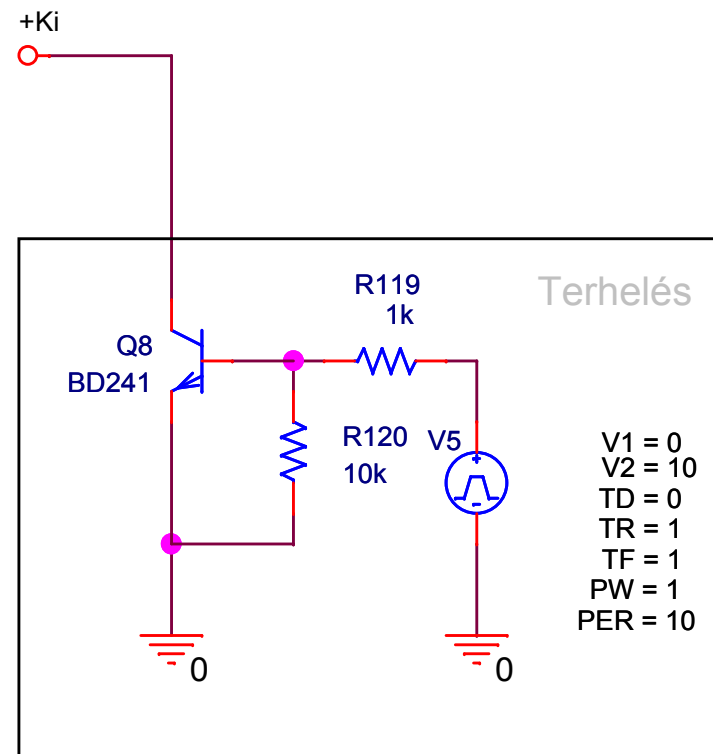 +Ki
Terhelés
R119
1k
Q8
BD241
R120
10k
V5
V1 = 0
V2 = 10
TD = 0
TR = 1
TF = 1
PW = 1
PER = 10
0
0